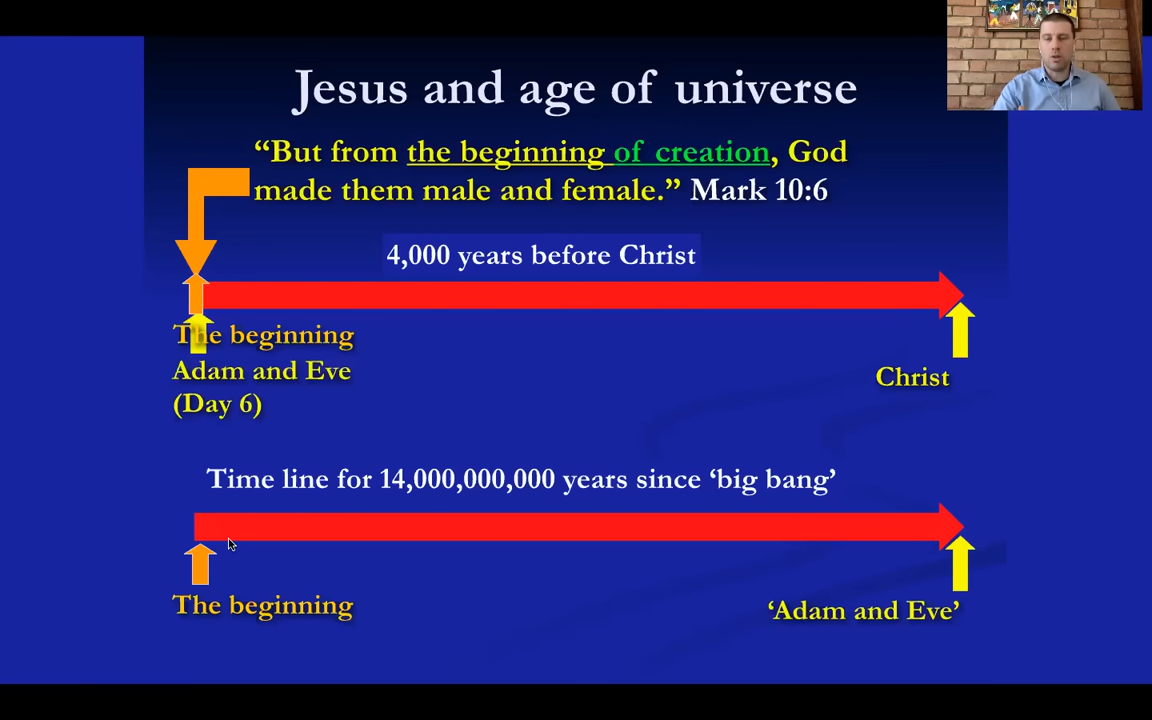 Jesus and age of universe
“But from the beginning of creation, God
made them male and female.” Mark 10:6
4,000 years before Christ
The beginning
Adam and Eve
(Day 6)
Christ
Time line for 14,000,000,000 years since ‘big bang’
The beginning
‘Adam and Eve’